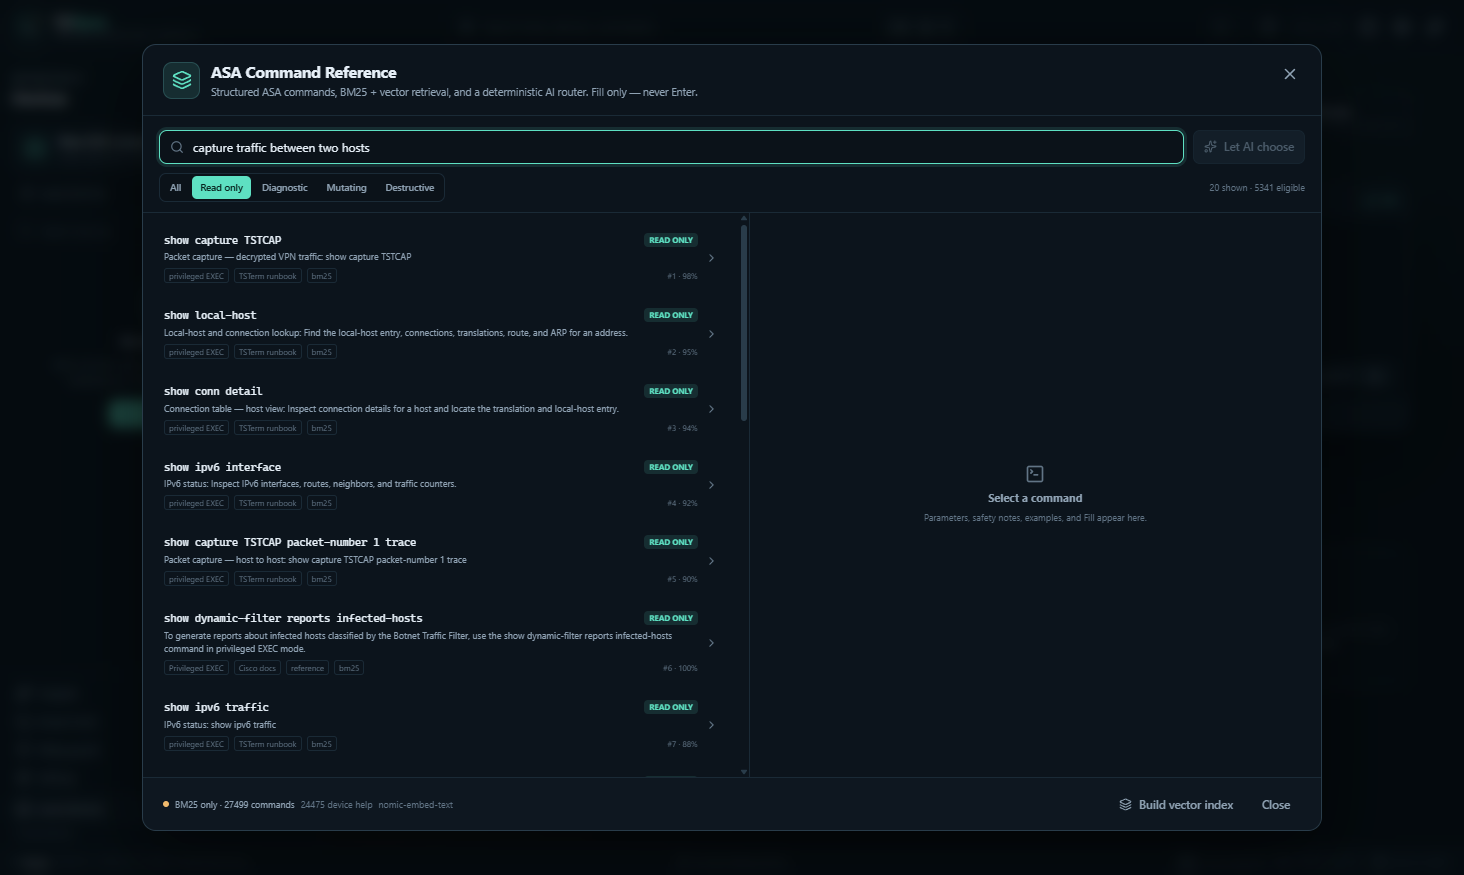 ASA Command Reference
Structured ASA commands, BM25 + vector retrieval, and a deterministic AI router. Fill only — never Enter.
capture traffic between two hosts
Let AI choose
All
Read only
Diagnostic
Mutating
Destructive
20 shown · 5341 eligible
show capture TSTCAP
READ ONLY
Packet capture — decrypted VPN traffic: show capture TSTCAP
privileged EXEC
TSTerm runbook
bm25
#1 · 98%
show local-host
READ ONLY
Local-host and connection lookup: Find the local-host entry, connections, translations, route, and ARP for an address.
privileged EXEC
TSTerm runbook
bm25
#2 · 95%
show conn detail
READ ONLY
Connection table — host view: Inspect connection details for a host and locate the translation and local-host entry.
privileged EXEC
TSTerm runbook
bm25
#3 · 94%
show ipv6 interface
READ ONLY
IPv6 status: Inspect IPv6 interfaces, routes, neighbors, and traffic counters.
privileged EXEC
TSTerm runbook
bm25
#4 · 92%
show capture TSTCAP packet-number 1 trace
READ ONLY
Packet capture — host to host: show capture TSTCAP packet-number 1 trace
privileged EXEC
TSTerm runbook
bm25
#5 · 90%
show dynamic-filter reports infected-hosts
READ ONLY
To generate reports about infected hosts classified by the Botnet Traffic Filter, use the show dynamic-filter reports infected-hosts
command in privileged EXEC mode.
Privileged EXEC
Cisco docs
reference
bm25
#6 · 100%
show ipv6 traffic
READ ONLY
IPv6 status: show ipv6 traffic
privileged EXEC
TSTerm runbook
bm25
#7 · 88%
Select a command
Parameters, safety notes, examples, and Fill appear here.
BM25 only · 27499 commands
24475 device help
nomic-embed-text
Build vector index
Close